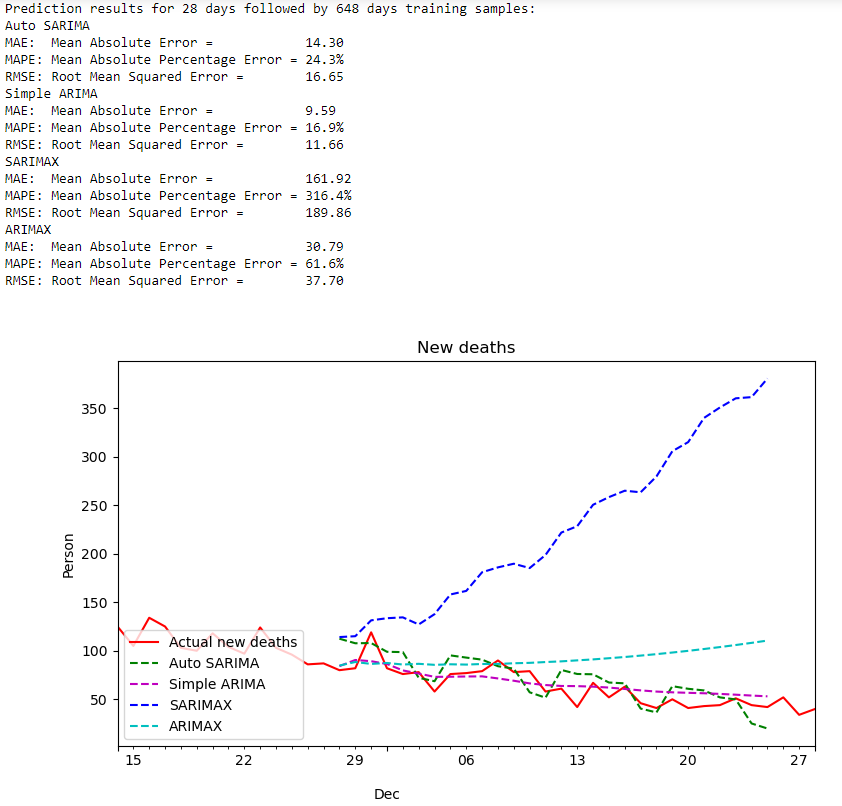 Prediction results for 28 days followed by 648 days training samples:
Auto SARIMA
MAE:  Mean Absolute Error =            14.30
MAPE: Mean Absolute Percentage Error = 24.3%
RMSE: Root Mean Squared Error =        16.65
Simple ARIMA
MAE:  Mean Absolute Error =            9.59
MAPE: Mean Absolute Percentage Error = 16.9%
RMSE: Root Mean Squared Error =        11.66
SARIMAX
MAE:  Mean Absolute Error =            161.92
MAPE: Mean Absolute Percentage Error = 316.4%
RMSE: Root Mean Squared Error =        189.86
ARIMAX
MAE:  Mean Absolute Error =            30.79
MAPE: Mean Absolute Percentage Error = 61.6%
RMSE: Root Mean Squared Error =        37.70
New deaths
350
300
250
200
150
100
50
Person
Actual new deaths
Auto SARIMA
Simple ARIMA
SARIMAX
ARIMAX
15 22 29 06 13 20 27
Dec